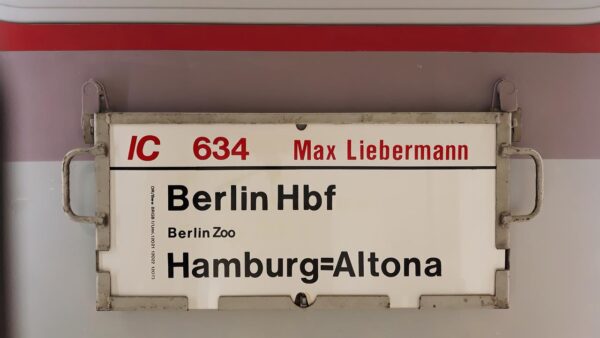 IC 634 Max Liebermann
Berlin Hbf
Berlin Zoo
Hamburg=Altona